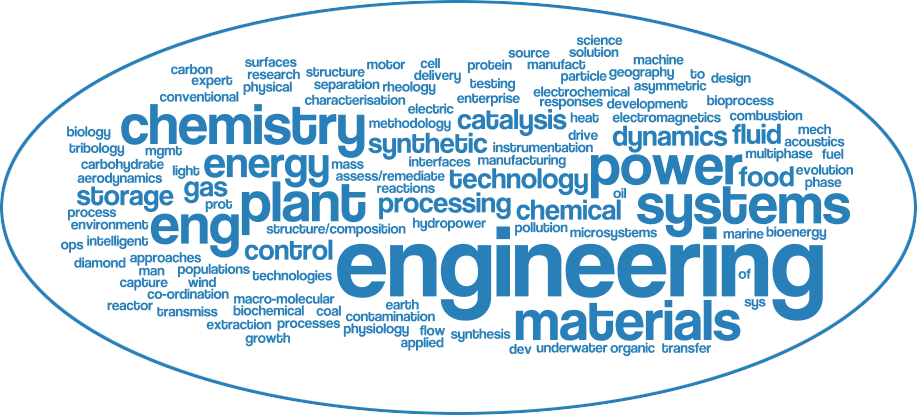 science
source solution
surfaces motor cell protein manufact machine
carbon research structure delivery particle geography to design
expert physical separation rheology testing electrochemical asymmetric
conventional characterisation enterprise responses development bioprocess
chemistry electric catalysis heat electromagnetics combustion
biology methodology drive dynamics fluid mech
tribology mgmt synthetic instrumentation acoustics
carbohydrate light energy mass interfaces manufacturing power multiphase fuel
aerodynamics assess/remediate technology food evolution
storage gas plant reactions oil phase
process prot processing chemical systems
environment eng structure/composition hydropower pollution microsystems marine bioenergy
ops intelligent control engineering
diamond approaches
man populations technologies of
capture wind
co-ordination macro-molecular earth sys
reactor transmiss biochemical coal contamination materials
extraction processes physiology flow synthesis
growth applied dev underwater organic transfer